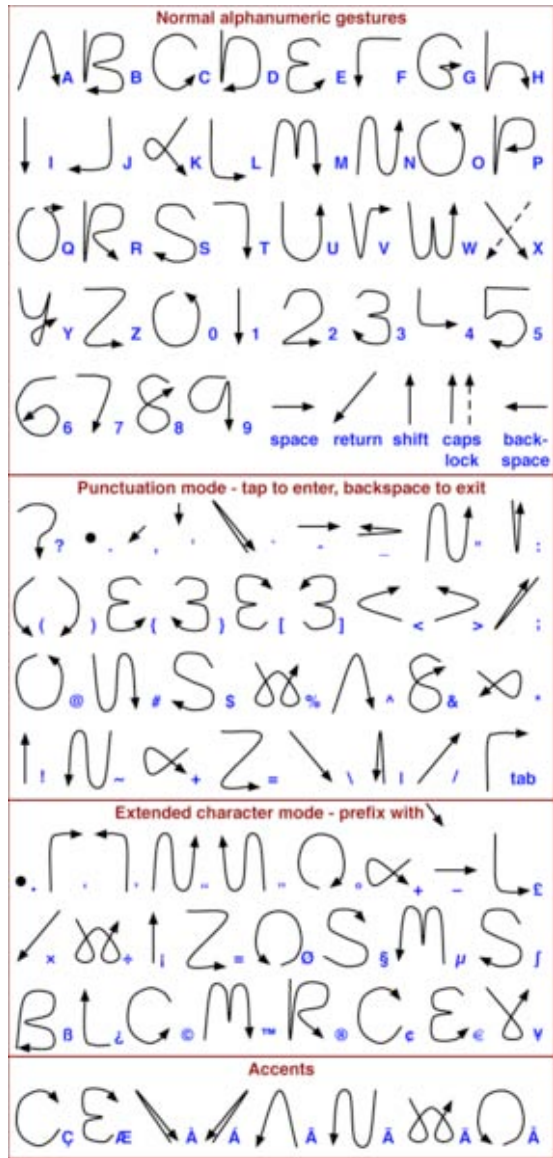 Normal alphanumeric gestures
A B C D E F G H
I J K L M N O P
Q R S T U V W X
Y Z 0 1 2 3 4 5
6 7 8 9 space return shift caps lock back-space
Punctuation mode - tap to enter, backspace to exit
? . , ' ` - _ " :
( ) { } [ ] < > ;
@ # $ % ^ & *
! ~ + = \ | / tab
Extended character mode - prefix with
• ‘ ’ “ ” º + – £
× ÷ ¡ = Ø § µ ∫
ß ¿ © ™ ® ¢ € ¥
Accents
Ç Æ À Á Â Ã Ä Å